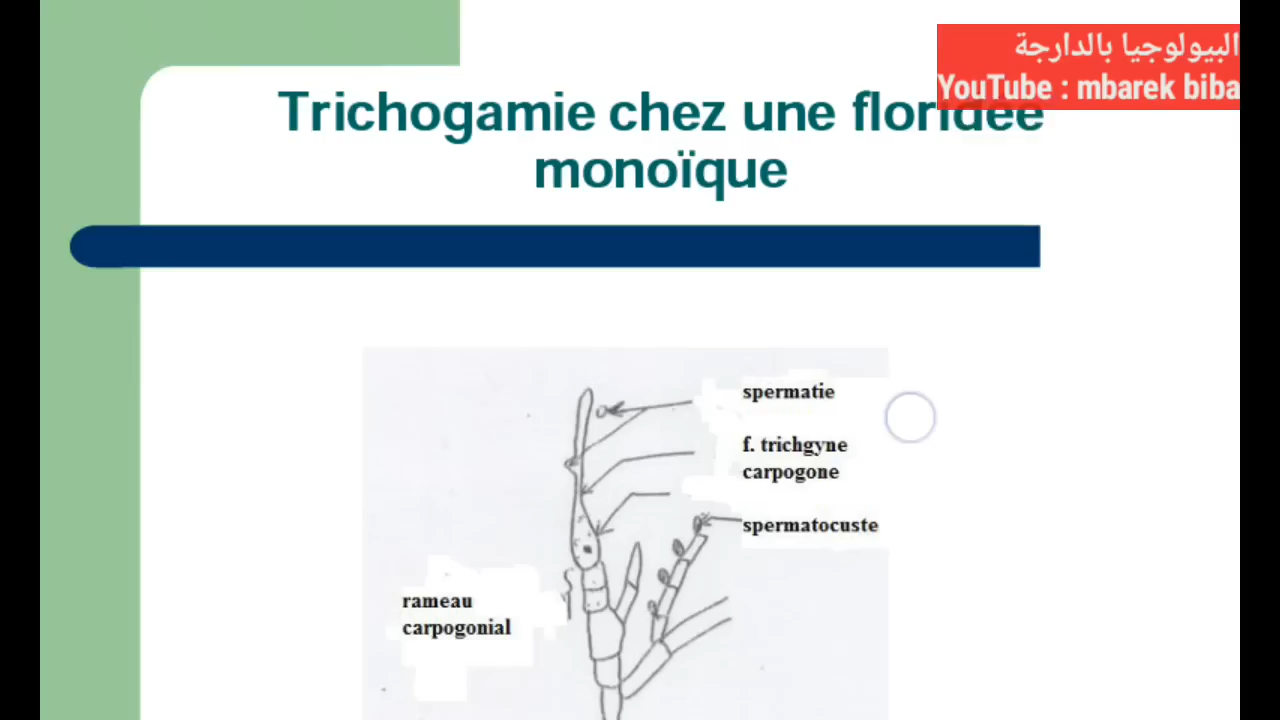 البيولوجيا بالدارجة
YouTube : mbarek biba
Trichogamie chez une floridée
monoïque
spermatie
f. trichgyne
carpogone
spermatocuste
rameau
carpogonial